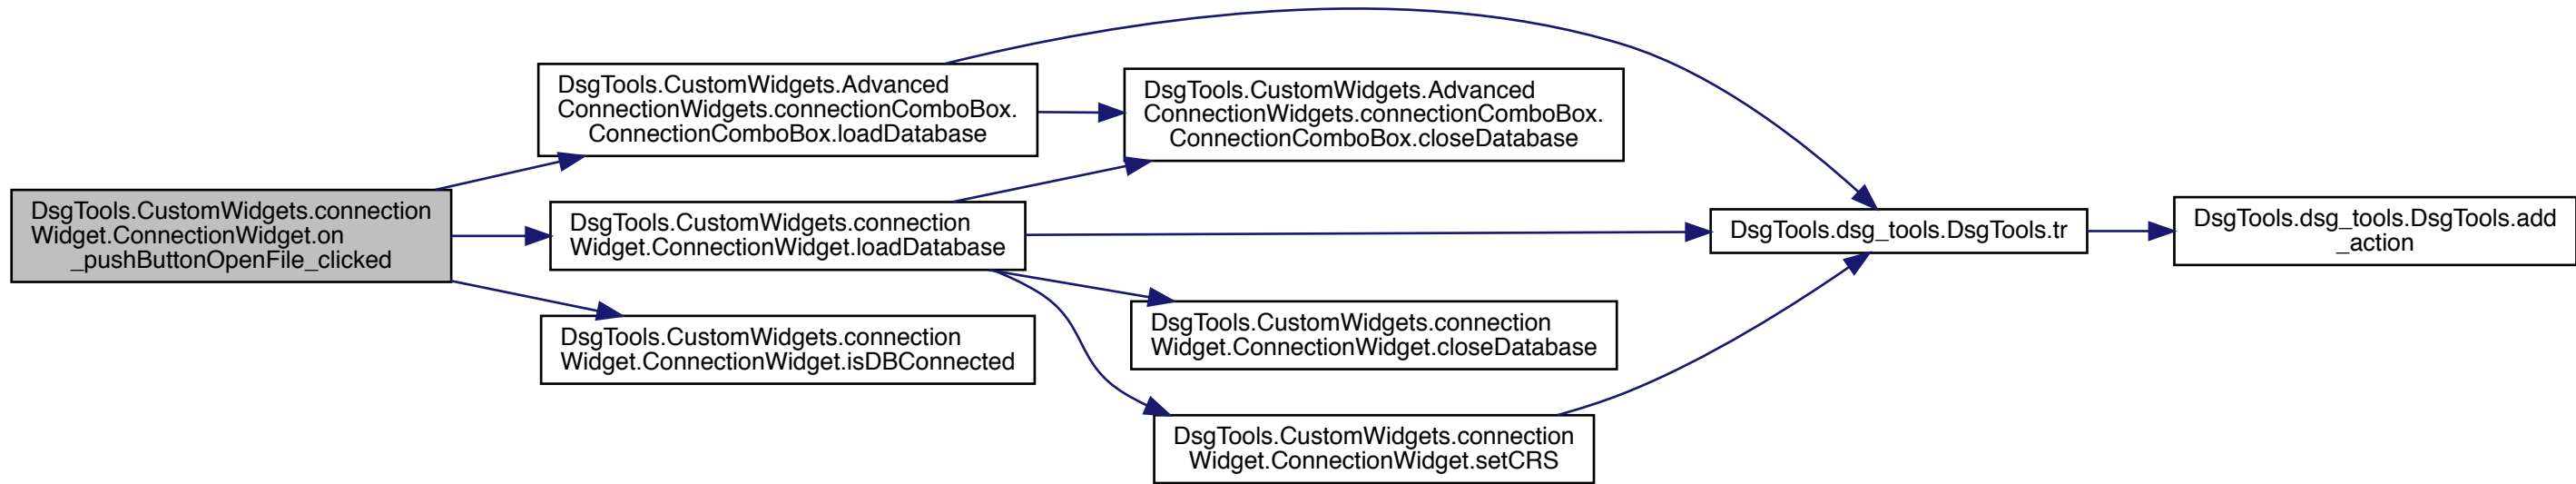 DsgTools.CustomWidgets.connection
Widget.ConnectionWidget.on
_pushButtonOpenFile_clicked
DsgTools.CustomWidgets.Advanced
ConnectionWidgets.connectionComboBox.
ConnectionComboBox.loadDatabase
DsgTools.CustomWidgets.connection
Widget.ConnectionWidget.loadDatabase
DsgTools.CustomWidgets.connection
Widget.ConnectionWidget.isDBConnected
DsgTools.CustomWidgets.Advanced
ConnectionWidgets.connectionComboBox.
ConnectionComboBox.closeDatabase
DsgTools.CustomWidgets.connection
Widget.ConnectionWidget.closeDatabase
DsgTools.CustomWidgets.connection
Widget.ConnectionWidget.setCRS
DsgTools.dsg_tools.DsgTools.tr
DsgTools.dsg_tools.DsgTools.add
_action